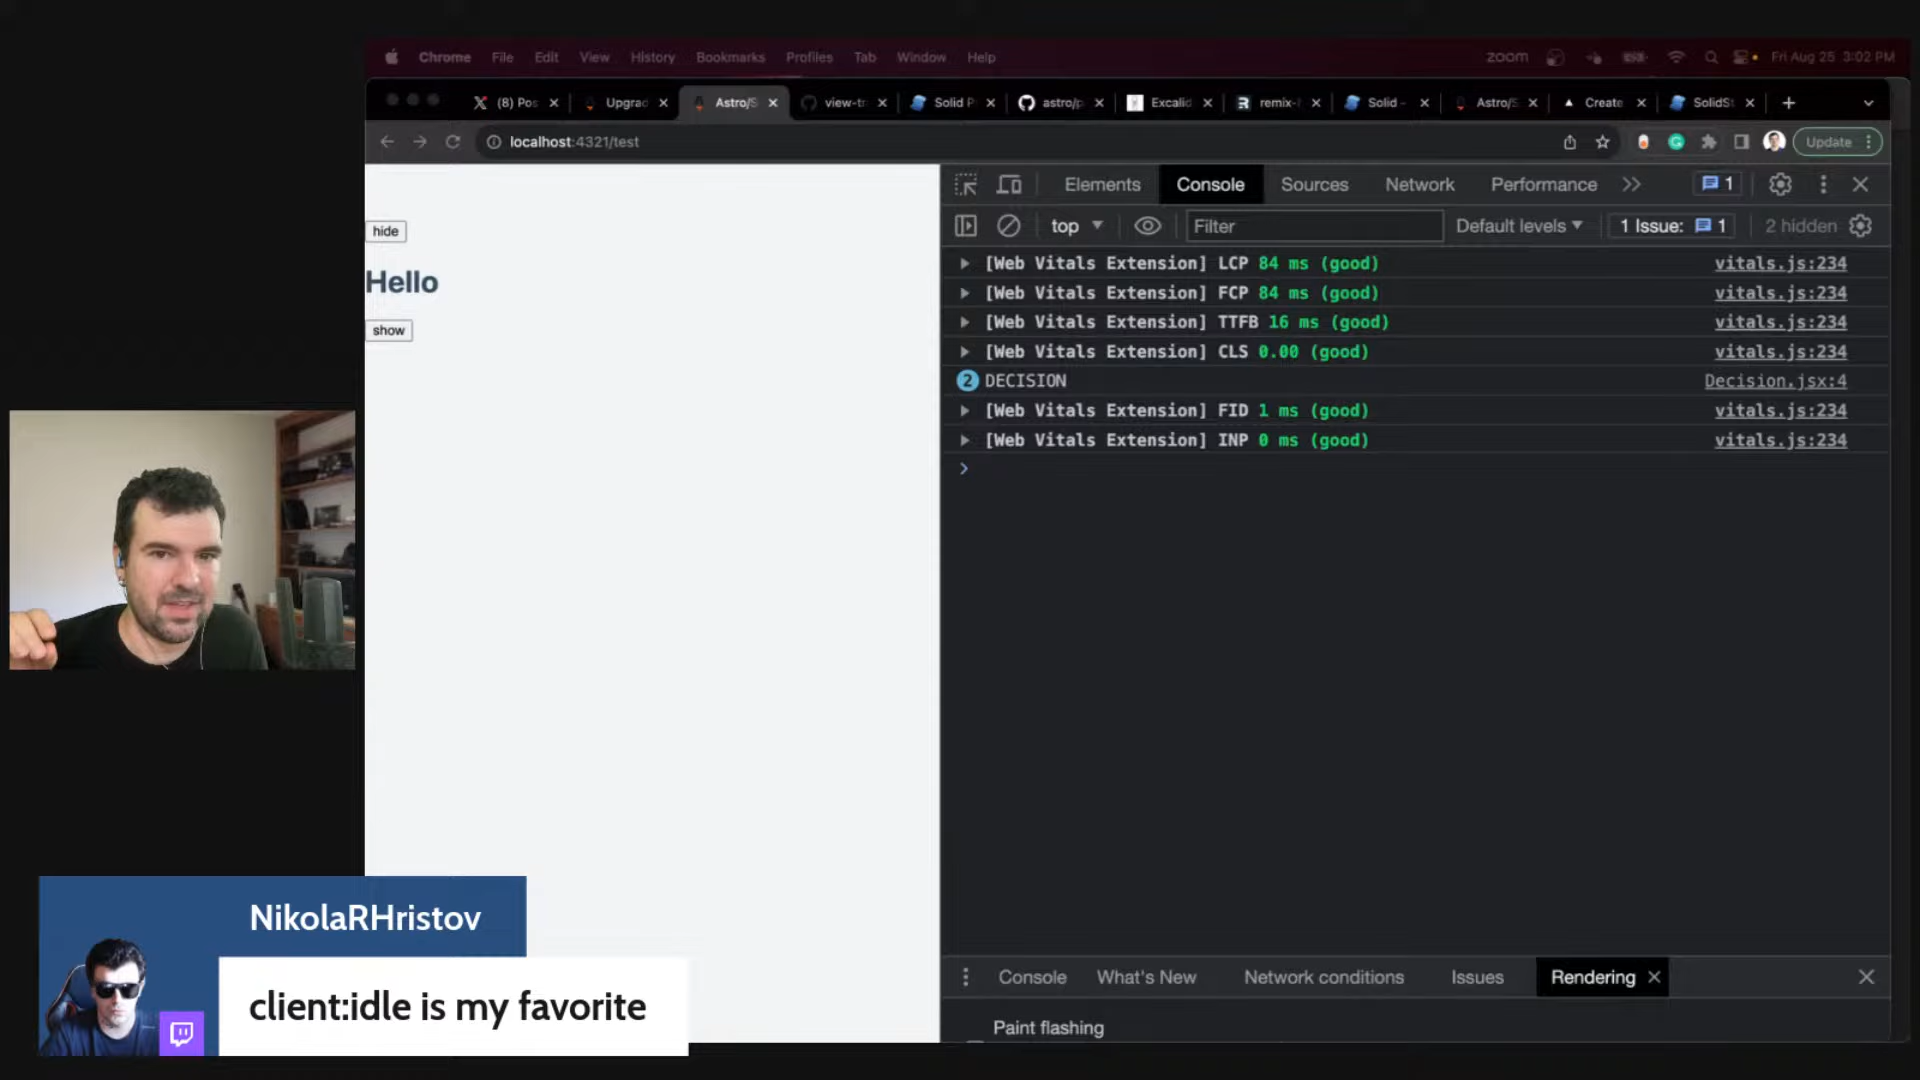 Chrome File Edit View History Bookmarks Profiles Tab Window Help zoom Fri Aug 25 3:02 PM
(8) Pos Upgrad Astro/S view-tr Solid P astro/p Excalid remix- Solid - Astro/S Create SolidSt
localhost:4321/test Update
Elements Console Sources Network Performance 1
top Filter Default levels 1 Issue: 1 2 hidden
hide
Hello
show
[Web Vitals Extension] LCP 84 ms (good) vitals.js:234
[Web Vitals Extension] FCP 84 ms (good) vitals.js:234
[Web Vitals Extension] TTFB 16 ms (good) vitals.js:234
[Web Vitals Extension] CLS 0.00 (good) vitals.js:234
2 DECISION Decision.jsx:4
[Web Vitals Extension] FID 1 ms (good) vitals.js:234
[Web Vitals Extension] INP 0 ms (good) vitals.js:234
Console What's New Network conditions Issues Rendering
Paint flashing
NikolaRHristov
client:idle is my favorite